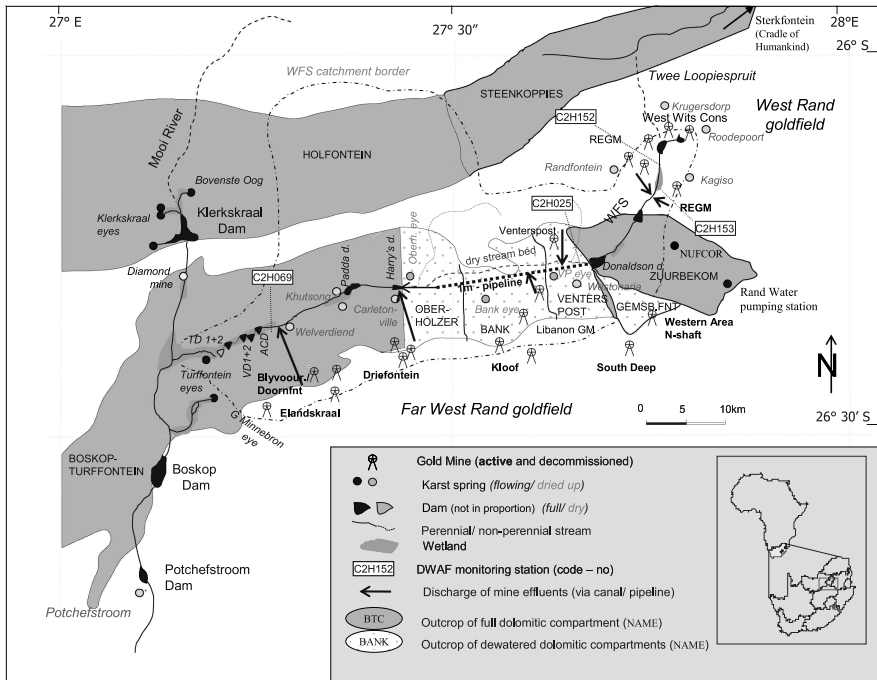 27° E
27° 30′′
28° E
Sterkfontein
(Cradle of
Humankind)
26° S
WFS catchment border
Twee Loopiespruit
STEENKOPPIES
Krugersdorp
West Rand
goldfield
C2H152
West Wits Cons
Roodepoort
REGM
Mooi River
HOLFONTEIN
Randfontein
Kagiso
Bovenste Oog
C2H025
Klerkskraal
eyes
Klerkskraal
Dam
WFS
REGM
Venterspost
C2H153
Oberh. eye
dry stream bed
NUFCOR
Diamond
mine
C2H069
Padda d.
Harry's d.
Donaldson d.
VP eye
ZUURBEKOM
1m - pipeline
Khutsong
Westonaria
Rand Water
pumping station
Carleton-
ville
OBER-
HOLZER
Bank eye
VENTERS
POST
GEMSB.FNT
Welverdiend
TD 1+2
VD1+2
ACD
BANK
Libanon GM
Western Area
N-shaft
N
Turffontein
eyes
Blyvoour.
Doornfnt
Driefontein
Kloof
South Deep
Elandskraal
Far West Rand goldfield
0 5 10km
G-Minnebron
eye
26° 30′ S
BOSKOP-
TURFFONTEIN
Boskop
Dam
Potchefstroom
Dam
Potchefstroom
Gold Mine (active and decommissioned)
Karst spring (flowing/ dried up)
Dam (not in proportion) (full/ dry)
Perennial/ non-perennial stream
Wetland
C2H152 DWAF monitoring station (code – no)
Discharge of mine effluents (via canal/ pipeline)
BTC Outcrop of full dolomitic compartment (NAME)
BANK Outcrop of dewatered dolomitic compartments (NAME)